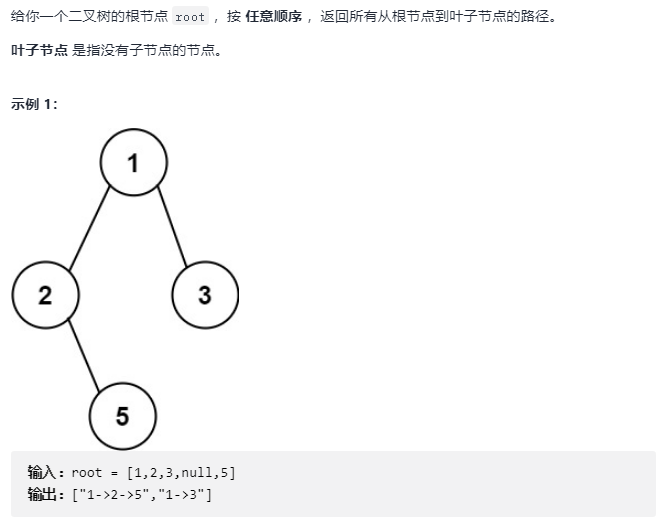 给你一个二叉树的根节点 root ，按 任意顺序 ，返回所有从根节点到叶子节点的路径。
叶子节点 是指没有子节点的节点。
示例 1：
1
2
3
5
输入：root = [1,2,3,null,5]
输出：["1->2->5","1->3"]